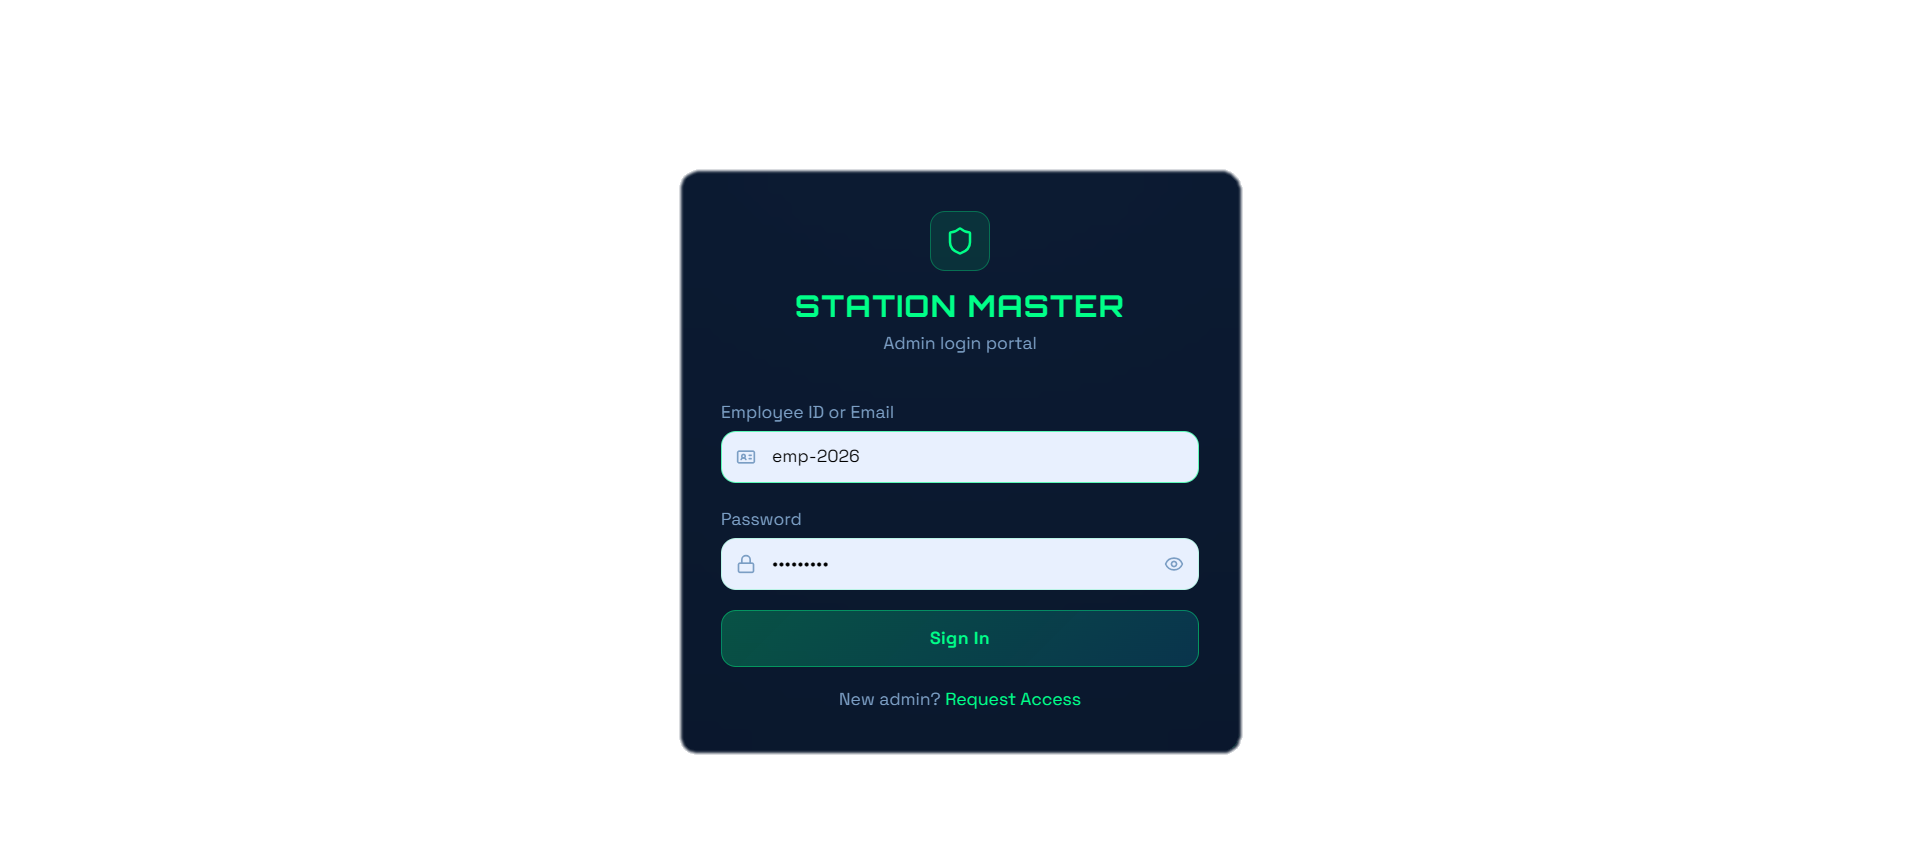 STATION MASTER
Admin login portal
Employee ID or Email
emp-2026
Password
•••••••••
Sign In
New admin? Request Access